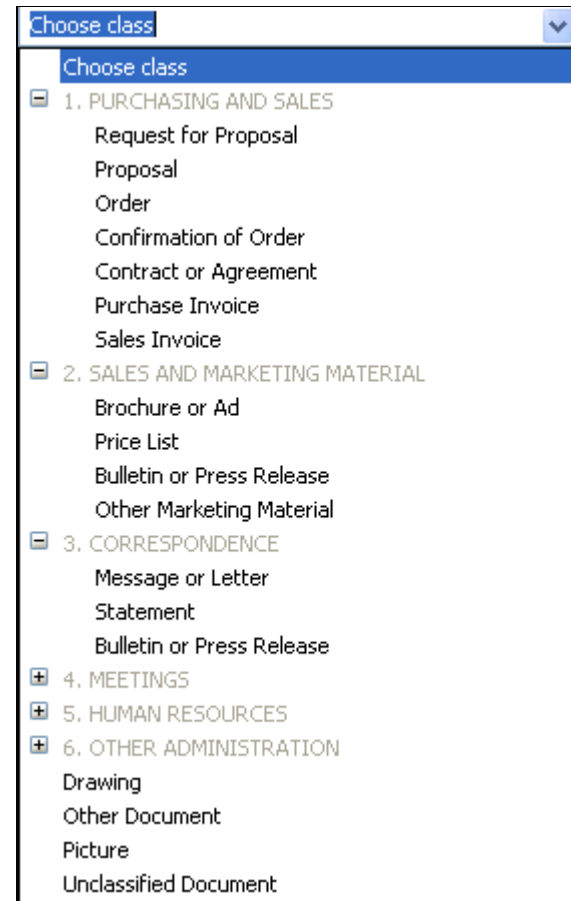 Choose class
Choose class
1. PURCHASING AND SALES
Request for Proposal
Proposal
Order
Confirmation of Order
Contract or Agreement
Purchase Invoice
Sales Invoice
2. SALES AND MARKETING MATERIAL
Brochure or Ad
Price List
Bulletin or Press Release
Other Marketing Material
3. CORRESPONDENCE
Message or Letter
Statement
Bulletin or Press Release
4. MEETINGS
5. HUMAN RESOURCES
6. OTHER ADMINISTRATION
Drawing
Other Document
Picture
Unclassified Document